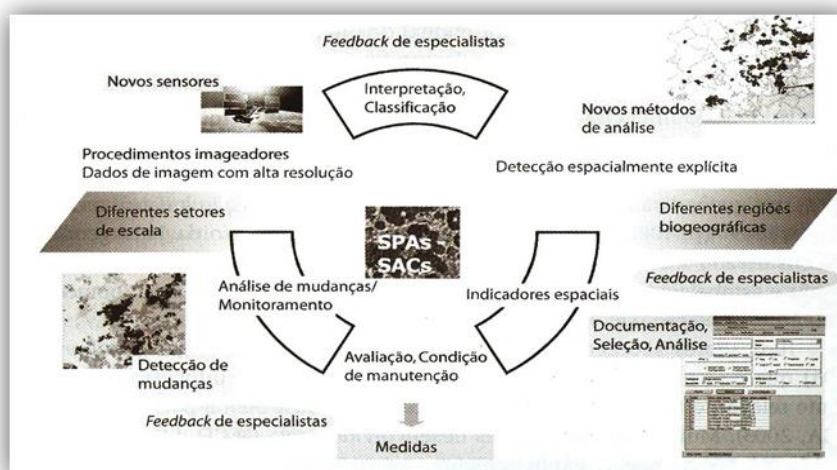 Feedback de especialistas
Novos sensores
Interpretação,
Classificação
Novos métodos
de análise
Procedimentos imageadores
Dados de imagem com alta resolução
Detecção espacialmente explícita
Diferentes setores
de escala
SPAs -
SACs
Diferentes regiões
biogeográficas
Análise de mudanças/
Monitoramento
Indicadores espaciais
Feedback de especialistas
Documentação,
Seleção, Análise
Detecção de
mudanças
Avaliação, Condição
de manutenção
Feedback de especialistas
Medidas